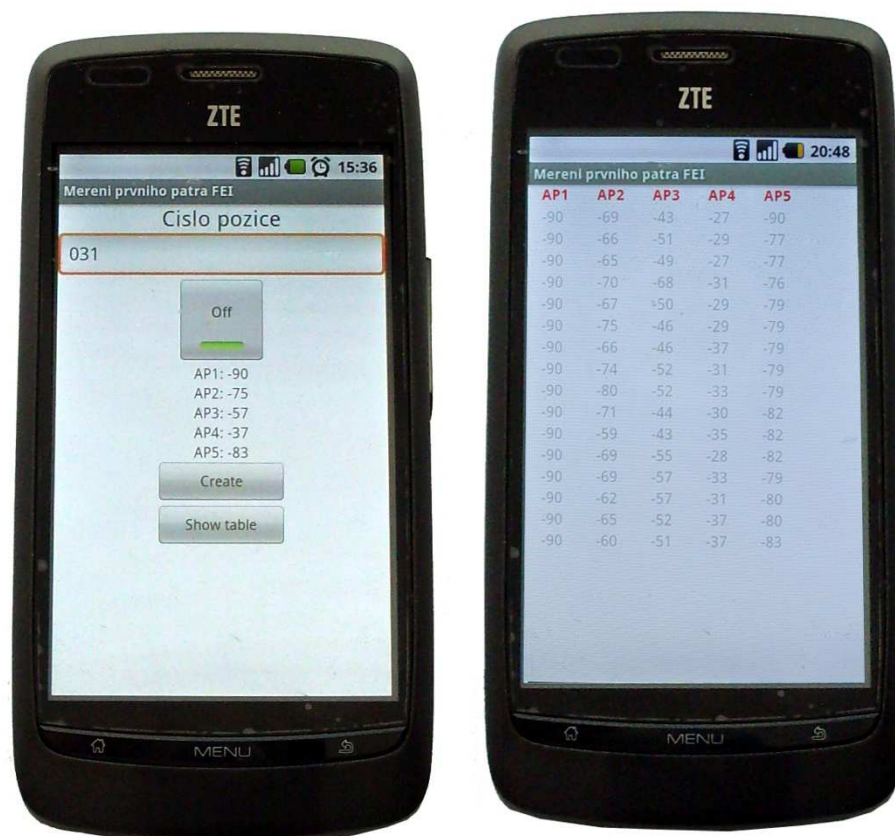 ZTE
15:36
Mereni prvniho patra FEI
Cislo pozice
031
Off
AP1: -90
AP2: -75
AP3: -57
AP4: -37
AP5: -83
Create
Show table
MENU
ZTE
20:48
Mereni prvniho patra FEI
AP1 AP2 AP3 AP4 AP5
-90 -69 -43 -27 -90
-90 -66 -51 -29 -77
-90 -65 -49 -27 -77
-90 -70 -68 -31 -76
-90 -67 -50 -29 -79
-90 -75 -46 -29 -79
-90 -66 -46 -37 -79
-90 -74 -52 -31 -79
-90 -80 -52 -33 -79
-90 -71 -44 -30 -82
-90 -59 -43 -35 -82
-90 -69 -55 -28 -82
-90 -69 -57 -33 -79
-90 -62 -57 -31 -80
-90 -65 -52 -37 -80
-90 -60 -51 -37 -83
MENU